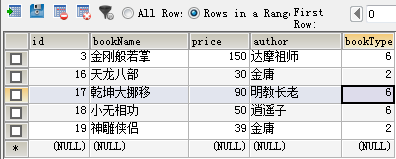 All Row: Rows in a Rang First Row: 0
id bookName price author bookType
3 金刚般若掌 150 达摩祖师 6
16 天龙八部 30 金庸 2
17 乾坤大挪移 90 明教长老 6
18 小无相功 50 逍遥子 6
19 神雕侠侣 39 金庸 2
* (NULL) (NULL) (NULL) (NULL) (NULL)